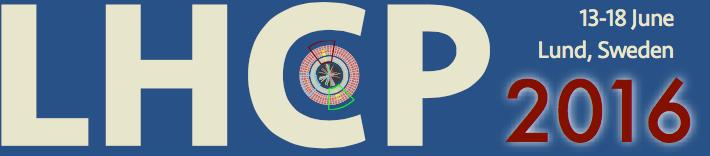 LHCP
13-18 June
Lund, Sweden
2016